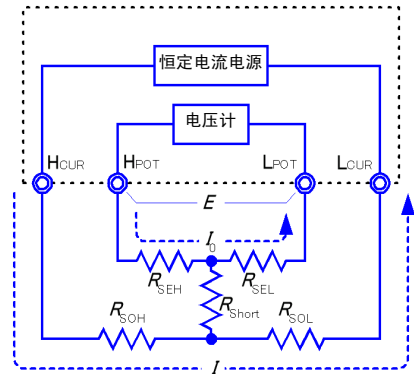 恒定电流电源
电压计
HCUR
HPOT
LPOT
LCUR
E
I0
RSEH
RSEL
RShort
RSOH
RSOL
I